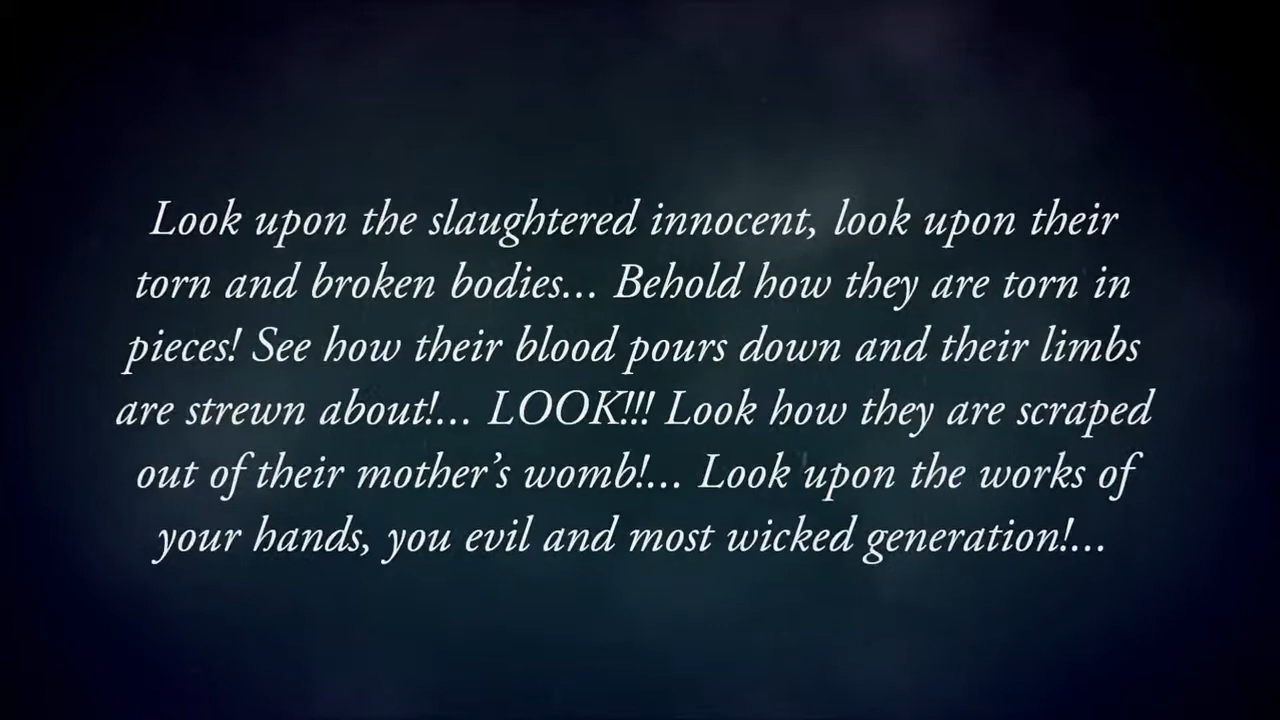 Look upon the slaughtered innocent, look upon their
torn and broken bodies... Behold how they are torn in
pieces! See how their blood pours down and their limbs
are strewn about!... LOOK!!! Look how they are scraped
out of their mother’s womb!... Look upon the works of
your hands, you evil and most wicked generation!...